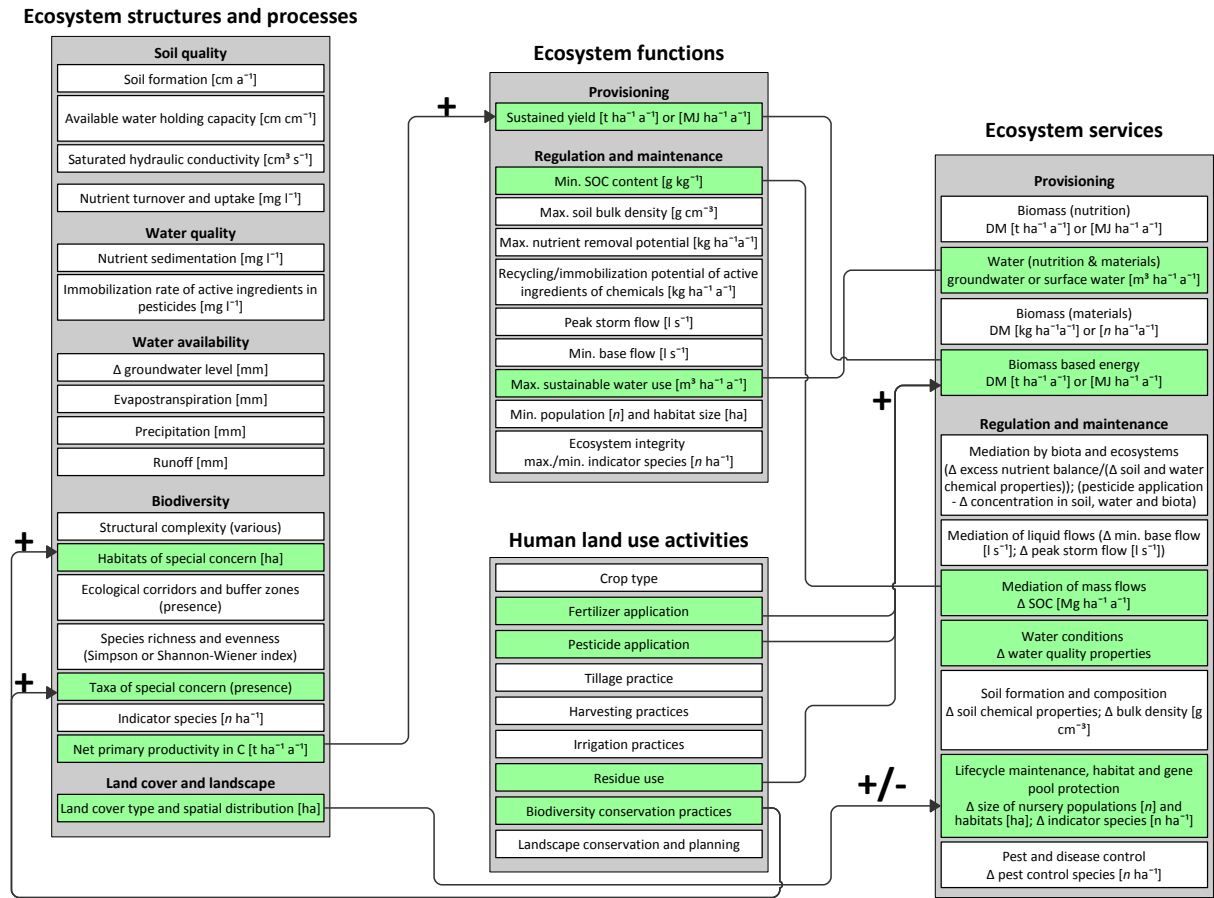 Ecosystem structures and processes
Soil quality
Soil formation [cm a⁻¹]
Available water holding capacity [cm cm⁻¹]
Saturated hydraulic conductivity [cm³ s⁻¹]
Nutrient turnover and uptake [mg l⁻¹]
Water quality
Nutrient sedimentation [mg l⁻¹]
Immobilization rate of active ingredients in
pesticides [mg l⁻¹]
Water availability
Δ groundwater level [mm]
Evapostranspiration [mm]
Precipitation [mm]
Runoff [mm]
Biodiversity
Structural complexity (various)
+
Habitats of special concern [ha]
Ecological corridors and buffer zones
(presence)
Species richness and evenness
(Simpson or Shannon-Wiener index)
+
Taxa of special concern (presence)
Indicator species [n ha⁻¹]
Net primary productivity in C [t ha⁻¹ a⁻¹]
Land cover and landscape
Land cover type and spatial distribution [ha]
Ecosystem functions
Provisioning
+
Sustained yield [t ha⁻¹ a⁻¹] or [MJ ha⁻¹ a⁻¹]
Regulation and maintenance
Min. SOC content [g kg⁻¹]
Max. soil bulk density [g cm⁻³]
Max. nutrient removal potential [kg ha⁻¹a⁻¹]
Recycling/immobilization potential of active
ingredients of chemicals [kg ha⁻¹ a⁻¹]
Peak storm flow [l s⁻¹]
Min. base flow [l s⁻¹]
Max. sustainable water use [m³ ha⁻¹ a⁻¹]
Min. population [n] and habitat size [ha]
Ecosystem integrity
max./min. indicator species [n ha⁻¹]
Human land use activities
Crop type
Fertilizer application
Pesticide application
Tillage practice
Harvesting practices
Irrigation practices
Residue use
Biodiversity conservation practices
Landscape conservation and planning
Ecosystem services
Provisioning
Biomass (nutrition)
DM [t ha⁻¹ a⁻¹] or [MJ ha⁻¹ a⁻¹]
Water (nutrition & materials)
groundwater or surface water [m³ ha⁻¹ a⁻¹]
Biomass (materials)
DM [kg ha⁻¹a⁻¹] or [n ha⁻¹a⁻¹]
+
Biomass based energy
DM [t ha⁻¹ a⁻¹] or [MJ ha⁻¹ a⁻¹]
Regulation and maintenance
Mediation by biota and ecosystems
(Δ excess nutrient balance/(Δ soil and water
chemical properties)); (pesticide application
- Δ concentration in soil, water and biota)
Mediation of liquid flows (Δ min. base flow
[l s⁻¹; Δ peak storm flow [l s⁻¹])
Mediation of mass flows
Δ SOC [Mg ha⁻¹ a⁻¹]
Water conditions
Δ water quality properties
Soil formation and composition
Δ soil chemical properties; Δ bulk density [g
cm⁻³]
+/-
Lifecycle maintenance, habitat and gene
pool protection
Δ size of nursery populations [n] and
habitats [ha]; Δ indicator species [n ha⁻¹]
Pest and disease control
Δ pest control species [n ha⁻¹]